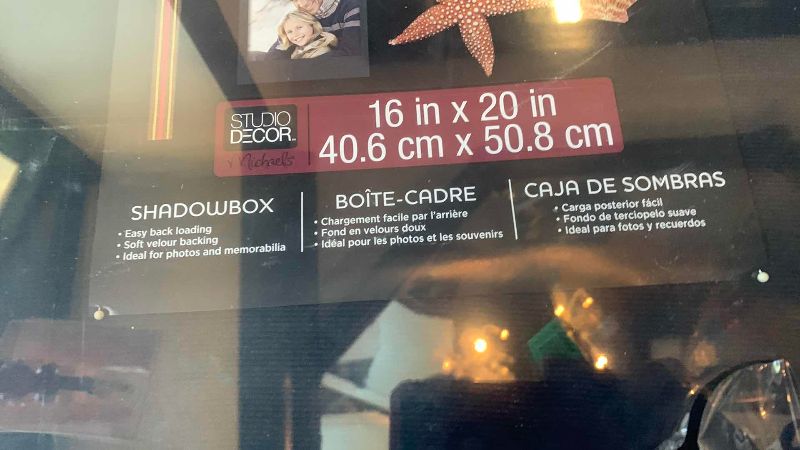 STUDIO
DECOR™
Michaels
16 in x 20 in
40.6 cm x 50.8 cm
SHADOWBOX
• Easy back loading
• Soft velour backing
• Ideal for photos and memorabilia
BOÎTE-CADRE
• Chargement facile par l'arrière
• Fond en velours doux
• Idéal pour les photos et les souvenirs
CAJA DE SOMBRAS
• Carga posterior fácil
• Fondo de terciopelo suave
• Ideal para fotos y recuerdos